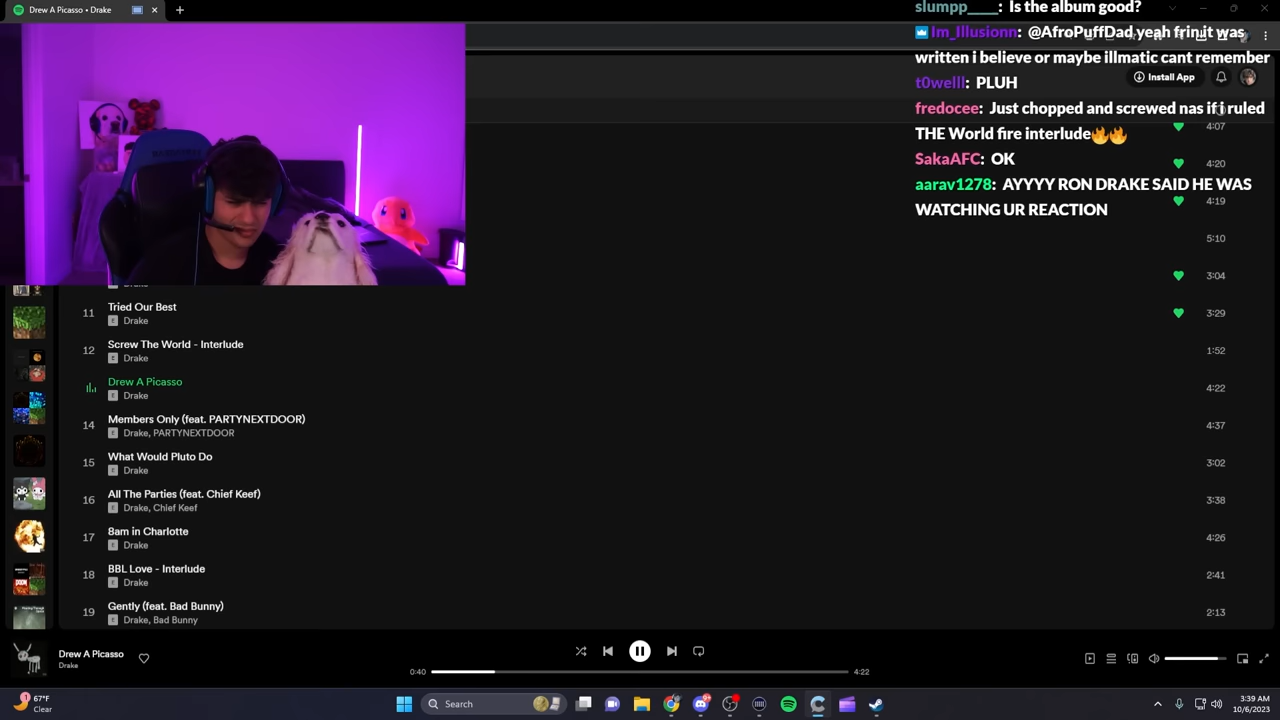 Drew A Picasso • Drake
slumpp____: Is the album good?
Im_Illusionn: @AfroPuffDad yeah frin it was
written i believe or maybe illmatic cant remember
t0welll: PLUH
fredocee: Just chopped and screwed nas if i ruled
THE World fire interlude🔥🔥
SakaAFC: OK
aarav1278: AYYYY RON DRAKE SAID HE WAS
WATCHING UR REACTION
Install App
4:07
4:20
4:19
5:10
3:04
Drake
11 Tried Our Best 3:29
E Drake
12 Screw The World - Interlude 1:52
E Drake
Drew A Picasso 4:22
E Drake
14 Members Only (feat. PARTYNEXTDOOR) 4:37
E Drake, PARTYNEXTDOOR
15 What Would Pluto Do 3:02
E Drake
16 All The Parties (feat. Chief Keef) 3:38
E Drake, Chief Keef
17 8am in Charlotte 4:26
E Drake
18 BBL Love - Interlude 2:41
E Drake
19 Gently (feat. Bad Bunny) 2:13
E Drake, Bad Bunny
Drew A Picasso
Drake
0:40 4:22
1 67°F
Clear
Search
3:39 AM
10/6/2023